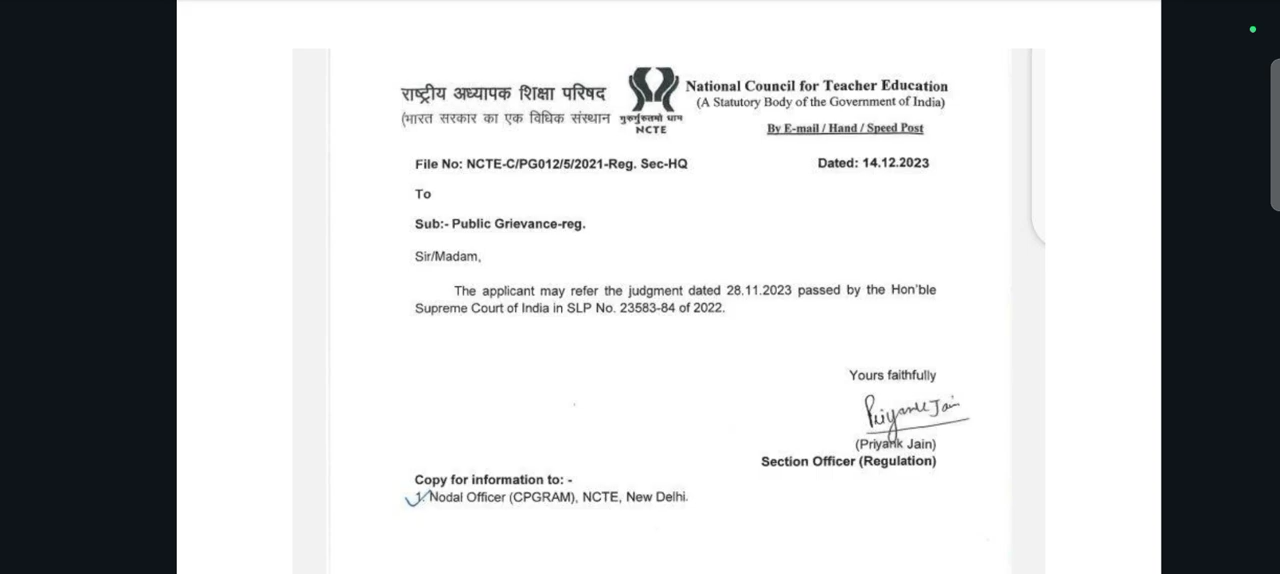 राष्ट्रीय अध्यापक शिक्षा परिषद
(भारत सरकार का एक विधिक संस्थान
गुरुर्गुरुतमो धाम
NCTE
National Council for Teacher Education
(A Statutory Body of the Government of India)
By E-mail / Hand / Speed Post
File No: NCTE-C/PG012/5/2021-Reg. Sec-HQ Dated: 14.12.2023
To
Sub:- Public Grievance-reg.
Sir/Madam,
The applicant may refer the judgment dated 28.11.2023 passed by the Hon'ble
Supreme Court of India in SLP No. 23583-84 of 2022.
Yours faithfully
Priyank Jain
(Priyank Jain)
Section Officer (Regulation)
Copy for information to: -
1. Nodal Officer (CPGRAM), NCTE, New Delhi.